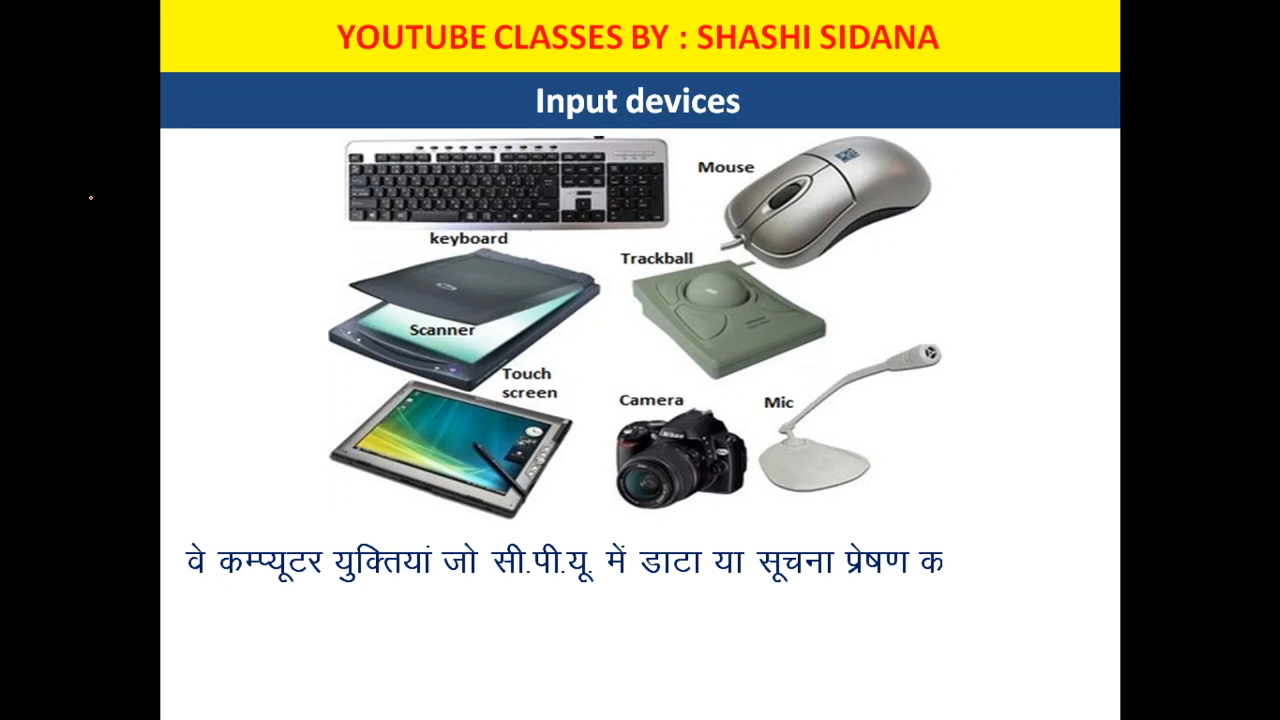 YOUTUBE CLASSES BY : SHASHI SIDANA
Input devices
Mouse
keyboard
Trackball
Scanner
Touch
screen
Camera
Mic
Nikon
वे कम्प्यूटर युक्तियां जो सी.पी.यू. में डाटा या सूचना प्रेषण क